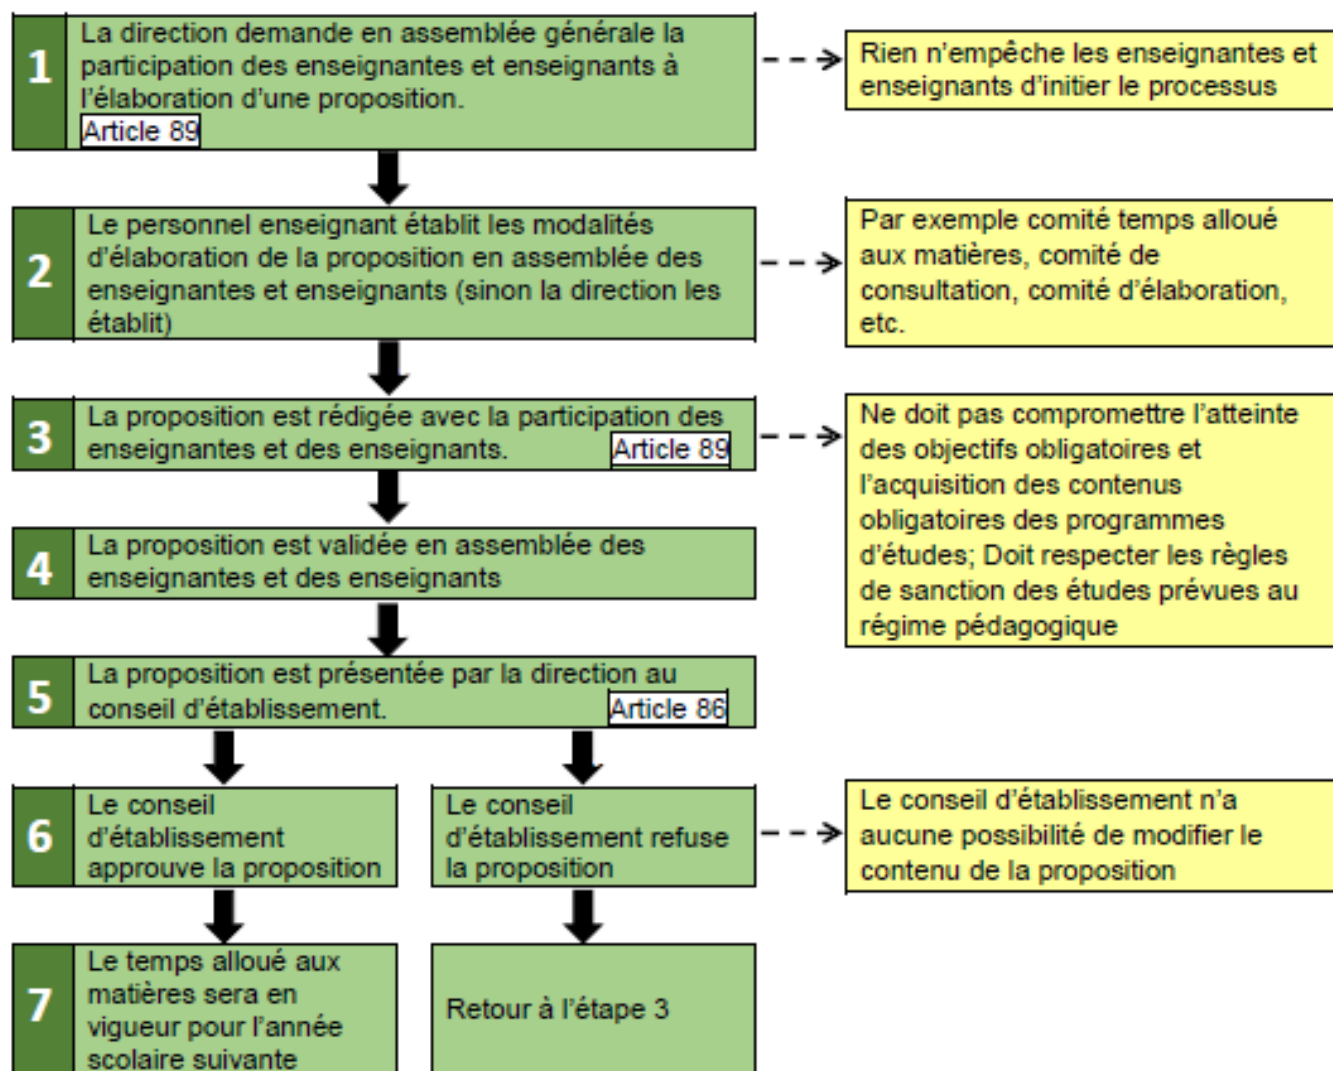 1
La direction demande en assemblée générale la
participation des enseignantes et enseignants à
l'élaboration d'une proposition.
Article 89
Rien n'empêche les enseignantes et
enseignants d'initier le processus
2
Le personnel enseignant établit les modalités
d'élaboration de la proposition en assemblée des
enseignantes et enseignants (sinon la direction les
établit)
Par exemple comité temps alloué
aux matières, comité de
consultation, comité d'élaboration,
etc.
3
La proposition est rédigée avec la participation des
enseignantes et des enseignants.
Article 89
Ne doit pas compromettre l'atteinte
des objectifs obligatoires et
l'acquisition des contenus
obligatoires des programmes
d'études; Doit respecter les règles
de sanction des études prévues au
régime pédagogique
4
La proposition est validée en assemblée des
enseignantes et des enseignants
5
La proposition est présentée par la direction au
conseil d'établissement.
Article 86
6
Le conseil
d'établissement
approuve la proposition
Le conseil
d'établissement refuse
la proposition
Le conseil d'établissement n'a
aucune possibilité de modifier le
contenu de la proposition
7
Le temps alloué aux
matières sera en
vigueur pour l'année
scolaire suivante
Retour à l'étape 3